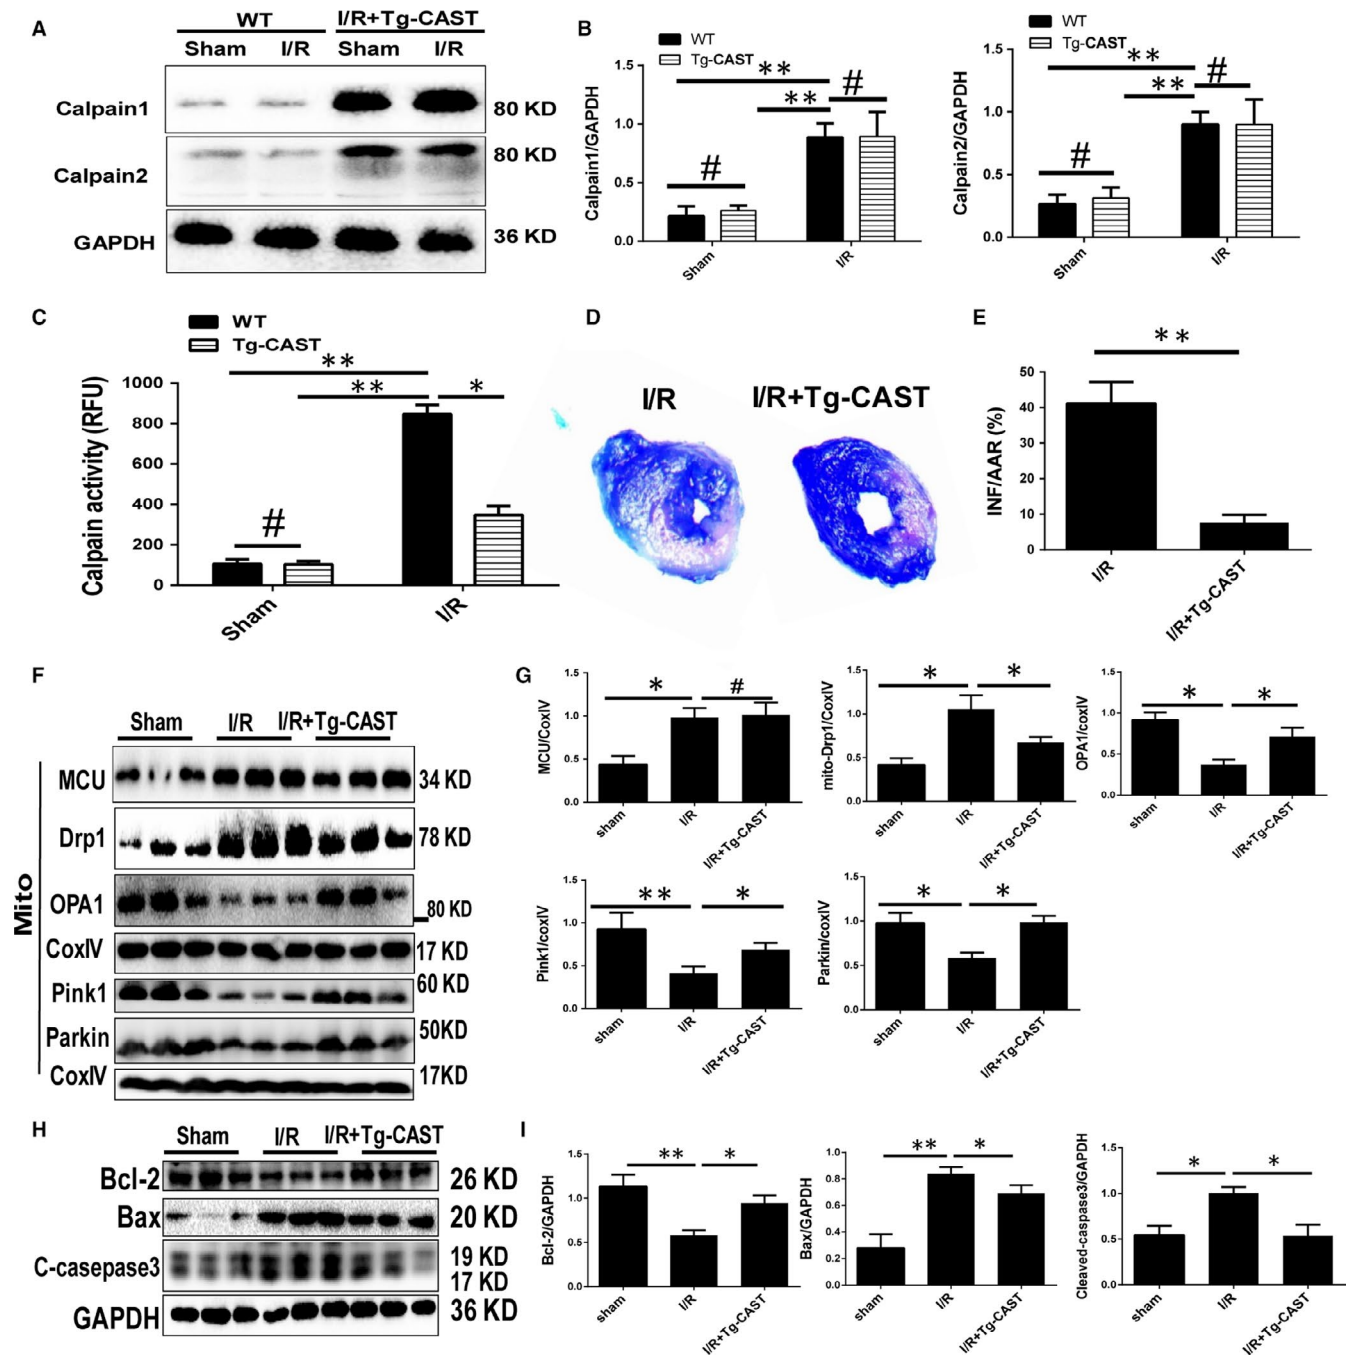 A
WT
I/R+Tg-CAST
Sham
I/R
Sham
I/R
Calpain1
80 KD
Calpain2
80 KD
GAPDH
36 KD
B
WT
Tg-CAST
Calpain1/GAPDH
1.5
1.0
0.5
0.0
**
**
#
#
Sham
I/R
WT
Tg-CAST
Calpain2/GAPDH
1.5
1.0
0.5
0.0
**
**
#
#
Sham
I/R
C
WT
Tg-CAST
Calpain activity (RFU)
1000
800
600
400
200
0
**
**
*
#
Sham
I/R
D
I/R
I/R+Tg-CAST
E
INF/AAR (%)
50
40
30
20
10
0
**
I/R
I/R+Tg-CAST
F
Sham
I/R
I/R+Tg-CAST
Mito
MCU
34 KD
Drp1
78 KD
OPA1
80 KD
CoxIV
17 KD
Pink1
60 KD
Parkin
50KD
CoxIV
17KD
G
MCU/CoxIV
1.5
1.0
0.5
0.0
*
#
sham
I/R
I/R+Tg-CAST
mito-Drp1/CoxIV
1.5
1.0
0.5
0.0
*
*
sham
I/R
I/R+Tg-CAST
OPA1/coxIV
1.5
1.0
0.5
0.0
*
*
sham
I/R
I/R+Tg-CAST
Pink1/coxIV
1.5
1.0
0.5
0.0
**
*
sham
I/R
I/R+Tg-CAST
Parkin/coxIV
1.5
1.0
0.5
0.0
*
*
sham
I/R
I/R+Tg-CAST
H
Sham
I/R
I/R+Tg-CAST
Bcl-2
26 KD
Bax
20 KD
C-casepase3
19 KD
17 KD
GAPDH
36 KD
I
Bcl-2/GAPDH
1.5
1.0
0.5
0.0
**
*
sham
I/R
I/R+Tg-CAST
Bax/GAPDH
1.0
0.8
0.6
0.4
0.2
0.0
**
*
sham
I/R
I/R+Tg-CAST
Cleaved-caspase3/GAPDH
1.5
1.0
0.5
0.0
*
*
sham
I/R
I/R+Tg-CAST